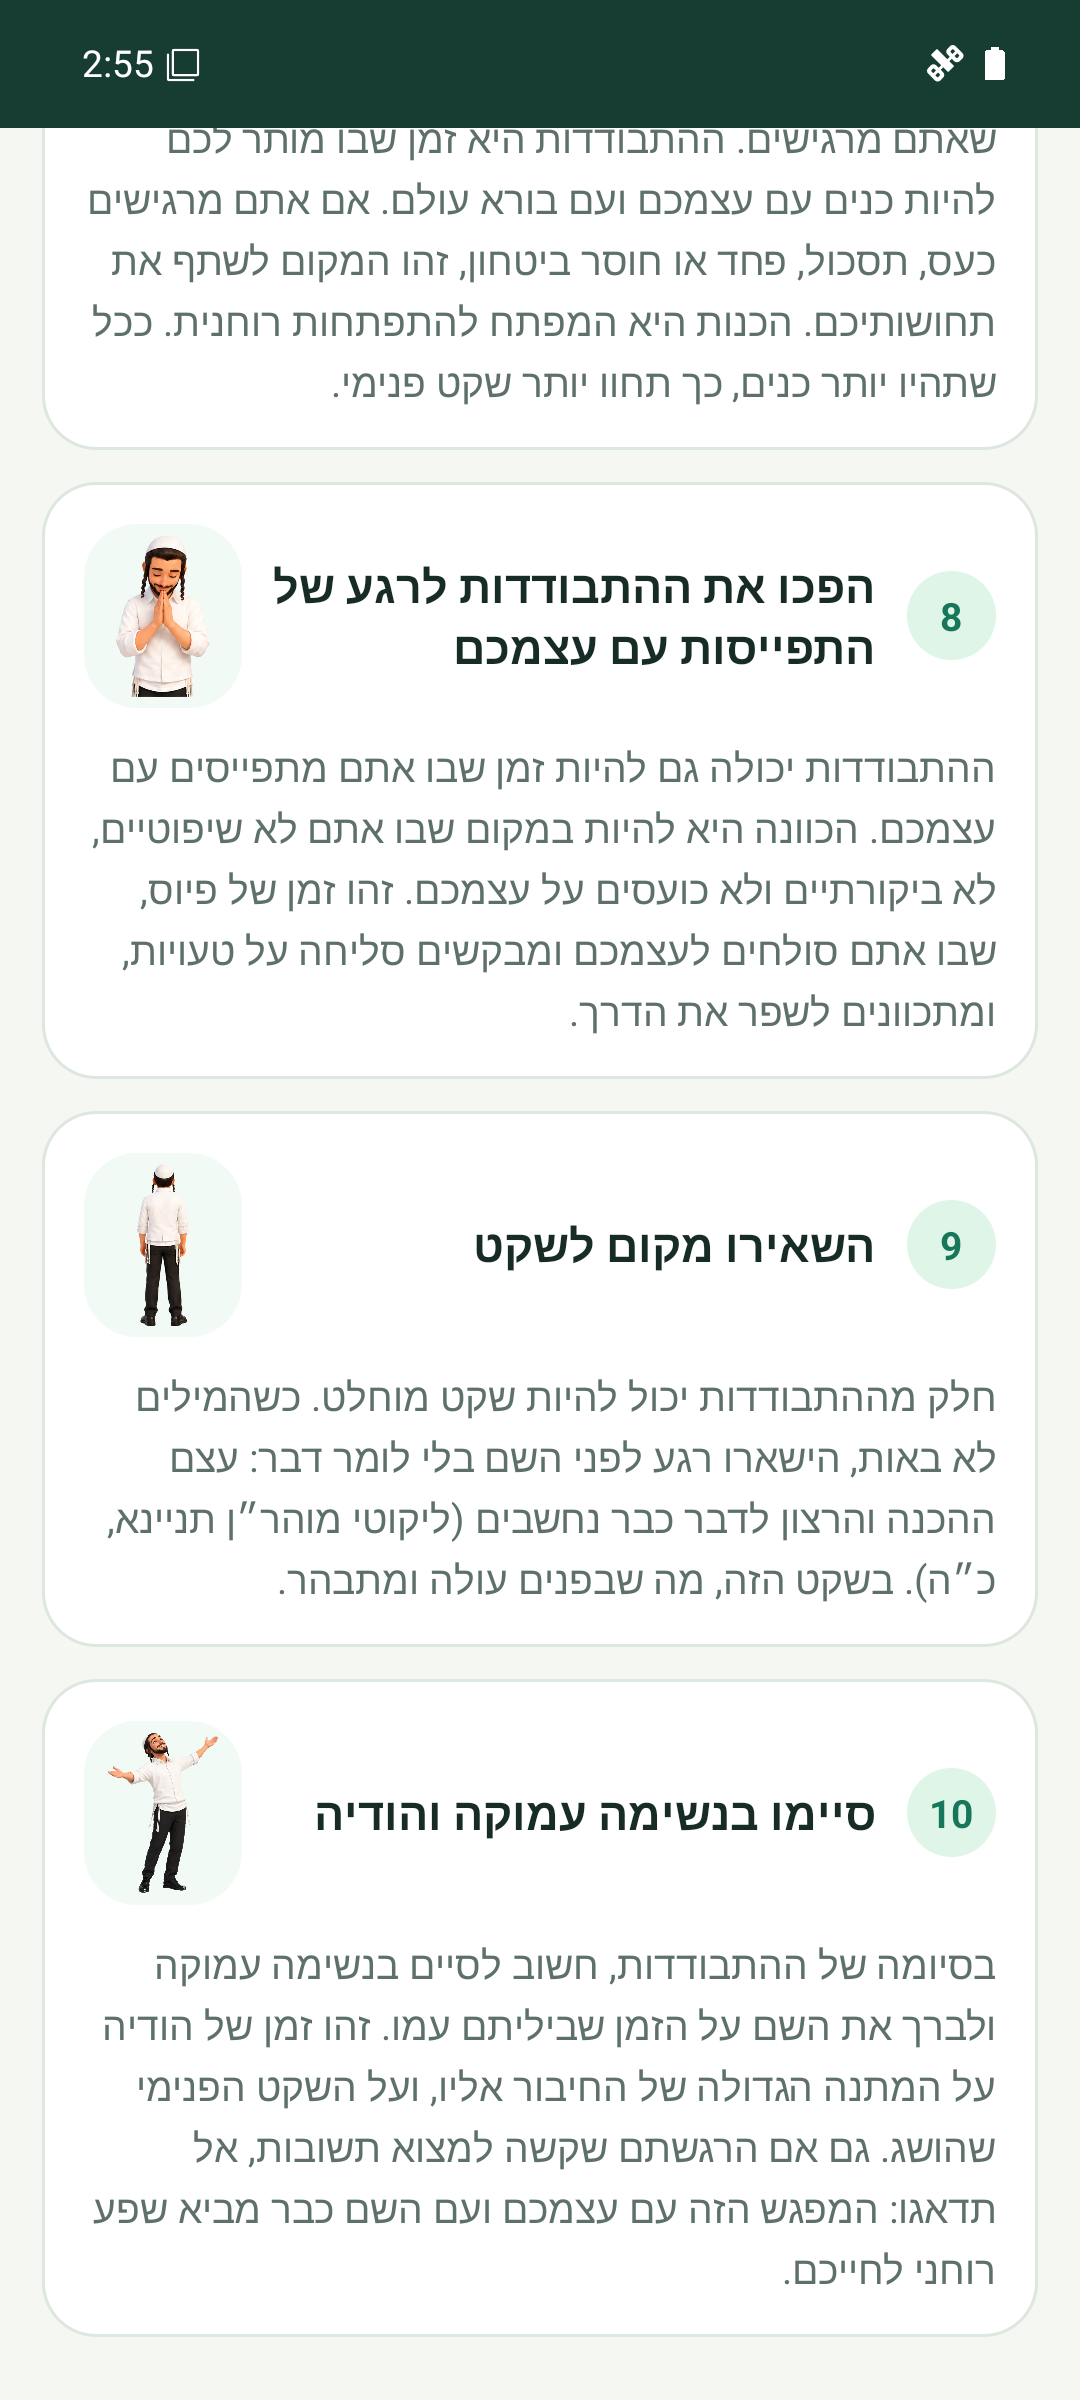 2:55
שאתם מרגישים. ההתבודדות היא זמן שבו מותר לכם
להיות כנים עם עצמכם ועם בורא עולם. אם אתם מרגישים
כעס, תסכול, פחד או חוסר ביטחון, זהו המקום לשתף את
תחושותיכם. הכנות היא המפתח להתפתחות רוחנית. ככל
שתהיו יותר כנים, כך תחוו יותר שקט פנימי.
8
הפכו את ההתבודדות לרגע של
התפייסות עם עצמכם
ההתבודדות יכולה גם להיות זמן שבו אתם מתפייסים עם
עצמכם. הכוונה היא להיות במקום שבו אתם לא שיפוטיים,
לא ביקורתיים ולא כועסים על עצמכם. זהו זמן של פיוס,
שבו אתם סולחים לעצמכם ומבקשים סליחה על טעויות,
ומתכוונים לשפר את הדרך.
9
השאירו מקום לשקט
חלק מההתבודדות יכול להיות שקט מוחלט. כשהמילים
לא באות, הישארו רגע לפני השם בלי לומר דבר: עצם
ההכנה והרצון לדבר כבר נחשבים (ליקוטי מוהר״ן תניינא,
כ״ה). בשקט הזה, מה שבפנים עולה ומתבהר.
10
סיימו בנשימה עמוקה והודיה
בסיומה של ההתבודדות, חשוב לסיים בנשימה עמוקה
ולברך את השם על הזמן שביליתם עמו. זהו זמן של הודיה
על המתנה הגדולה של החיבור אליו, ועל השקט הפנימי
שהושג. גם אם הרגשתם שקשה למצוא תשובות, אל
תדאגו: המפגש הזה עם עצמכם ועם השם כבר מביא שפע
רוחני לחייכם.